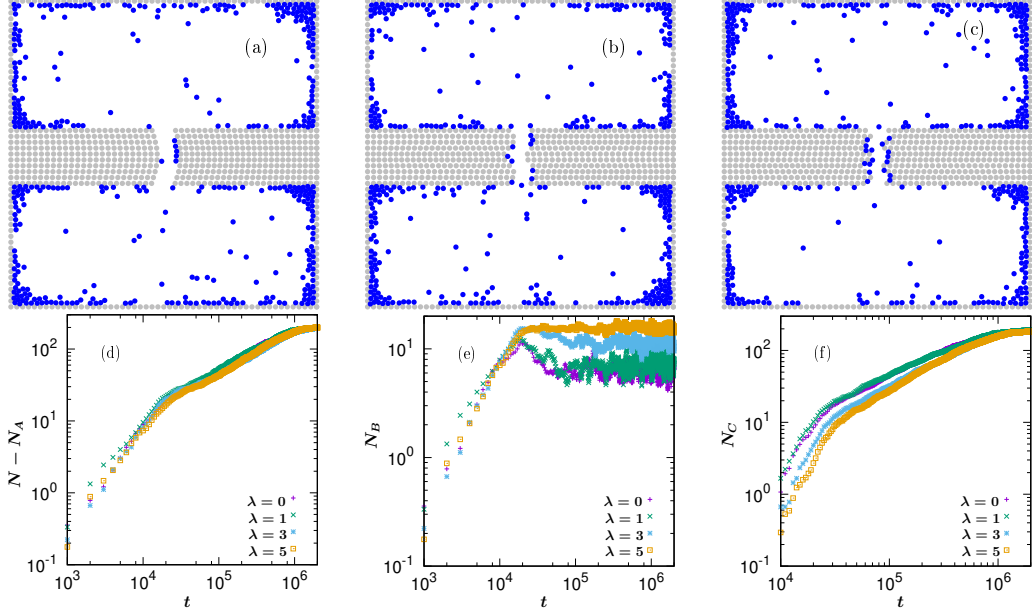 (a)
(b)
(c)
(d)
N − N_A
10^2
10^1
10^0
10^-1
10^3
10^4
10^5
10^6
t
λ = 0
λ = 1
λ = 3
λ = 5
(e)
N_B
10^1
10^0
10^-1
10^3
10^4
10^5
10^6
t
λ = 0
λ = 1
λ = 3
λ = 5
(f)
N_C
10^2
10^1
10^0
10^-1
10^4
10^5
10^6
t
λ = 0
λ = 1
λ = 3
λ = 5